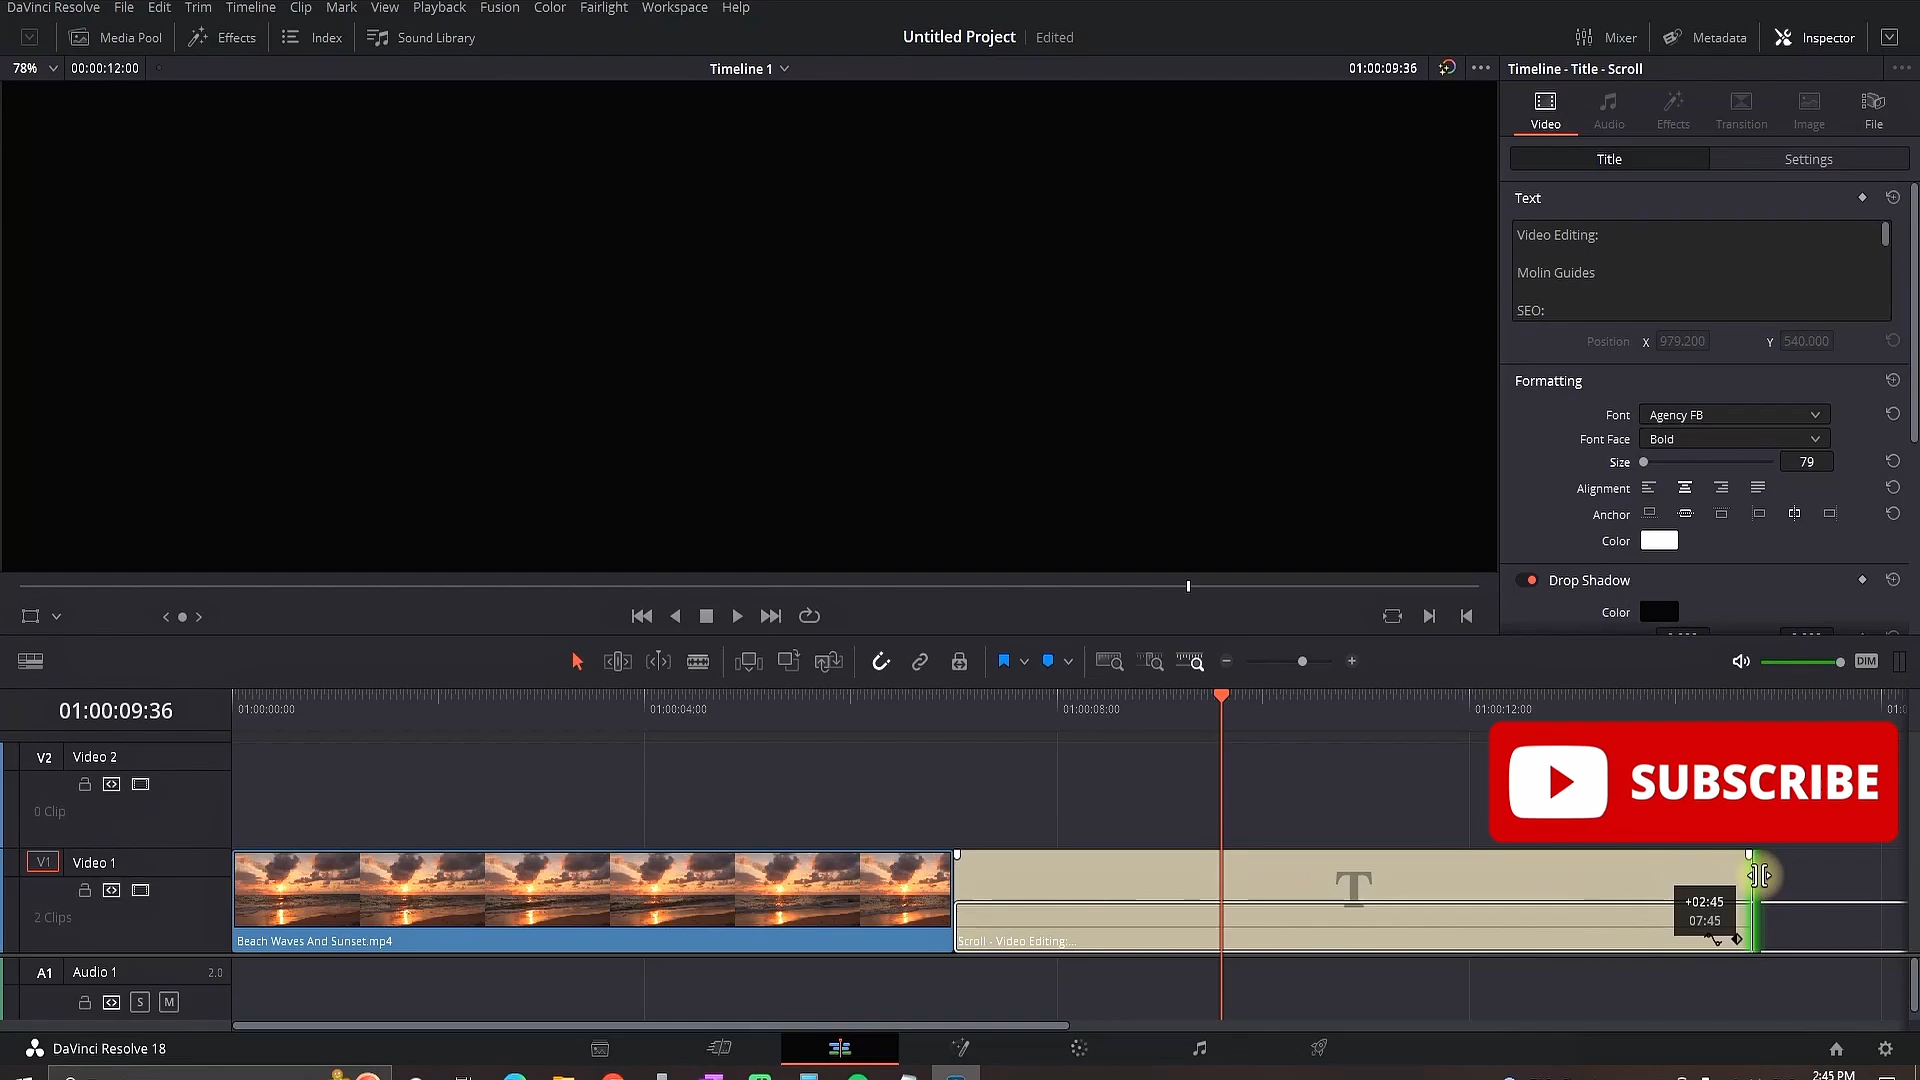 DaVinci Resolve File Edit Trim Timeline Clip Mark View Playback Fusion Color Fairlight Workspace Help
Media Pool Effects Index Sound Library Untitled Project Edited Mixer Metadata Inspector
78% 00:00:12:00 Timeline 1 01:00:09:36 Timeline - Title - Scroll
Video Audio Effects Transition Image File
Title Settings
Text
Video Editing:
Molin Guides
SEO:
Position X 979.200 Y 540.000
Formatting
Font Agency FB
Font Face Bold
Size 79
Alignment
Anchor
Color
Drop Shadow
Color
DIM
01:00:09:36 01:00:00:00 01:00:04:00 01:00:08:00 01:00:12:00
V2 Video 2
0 Clip
SUBSCRIBE
V1 Video 1
2 Clips
T
+02:45
07:45
Beach Waves And Sunset.mp4 Scroll - Video Editing:...
A1 Audio 1 2.0
S M
DaVinci Resolve 18
2:45 PM